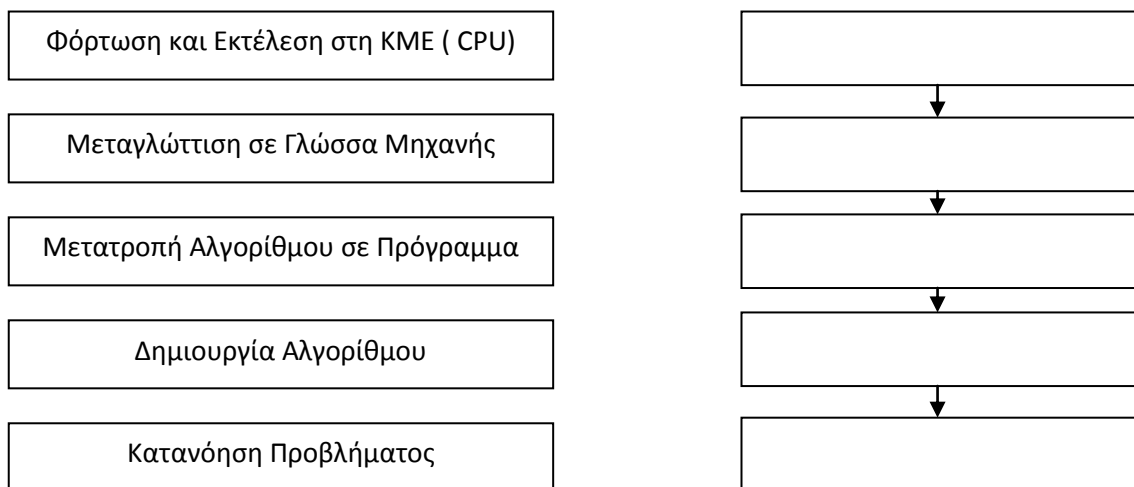 Φόρτωση και Εκτέλεση στη ΚΜΕ ( CPU)
Μεταγλώττιση σε Γλώσσα Μηχανής
Μετατροπή Αλγορίθμου σε Πρόγραμμα
Δημιουργία Αλγορίθμου
Κατανόηση Προβλήματος